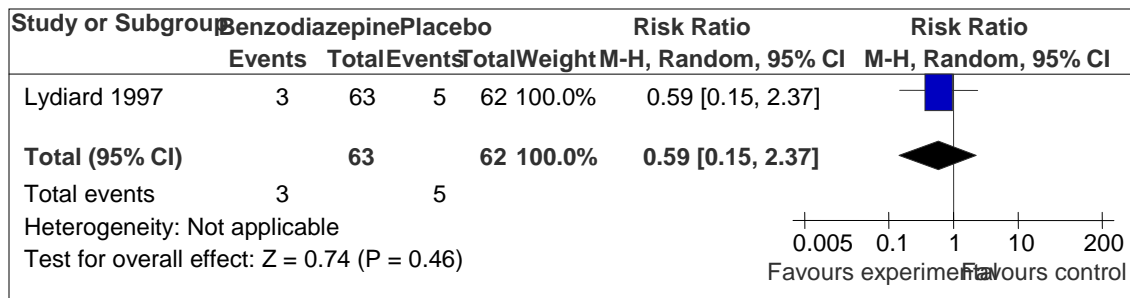 Study or Subgroup Benzodiazepine Placebo Risk Ratio Risk Ratio
Events Total Events Total Weight M-H, Random, 95% CI M-H, Random, 95% CI
Lydiard 1997 3 63 5 62 100.0% 0.59 [0.15, 2.37]
Total (95% CI) 63 62 100.0% 0.59 [0.15, 2.37]
Total events 3 5
Heterogeneity: Not applicable
Test for overall effect: Z = 0.74 (P = 0.46)
0.005 0.1 1 10 200
Favours experimental Favours control